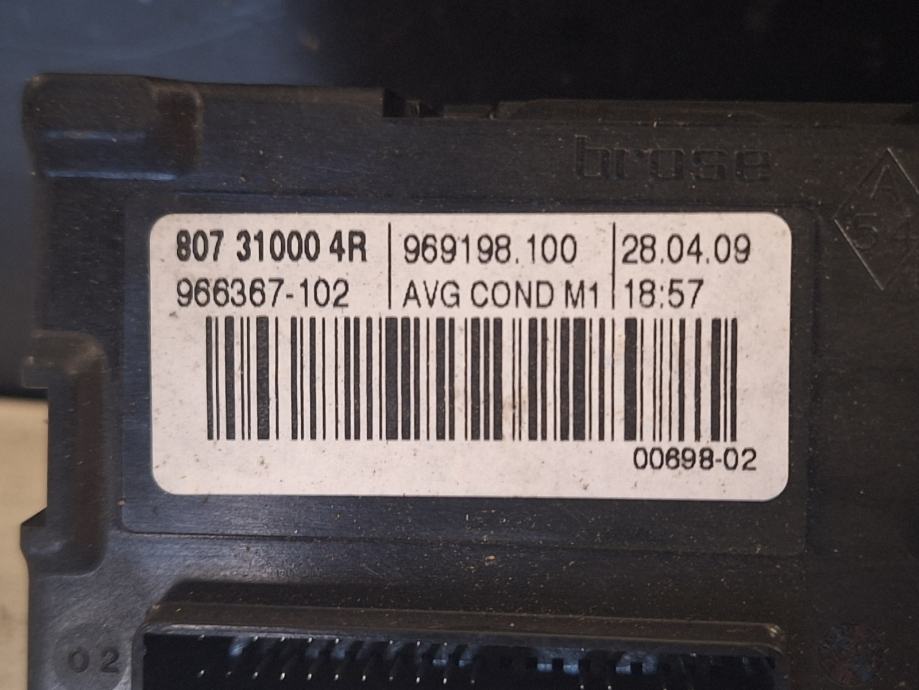 brose
807 31000 4R 969198.100 28.04.09
966367-102 AVG COND M1 18:57
00698-02
02